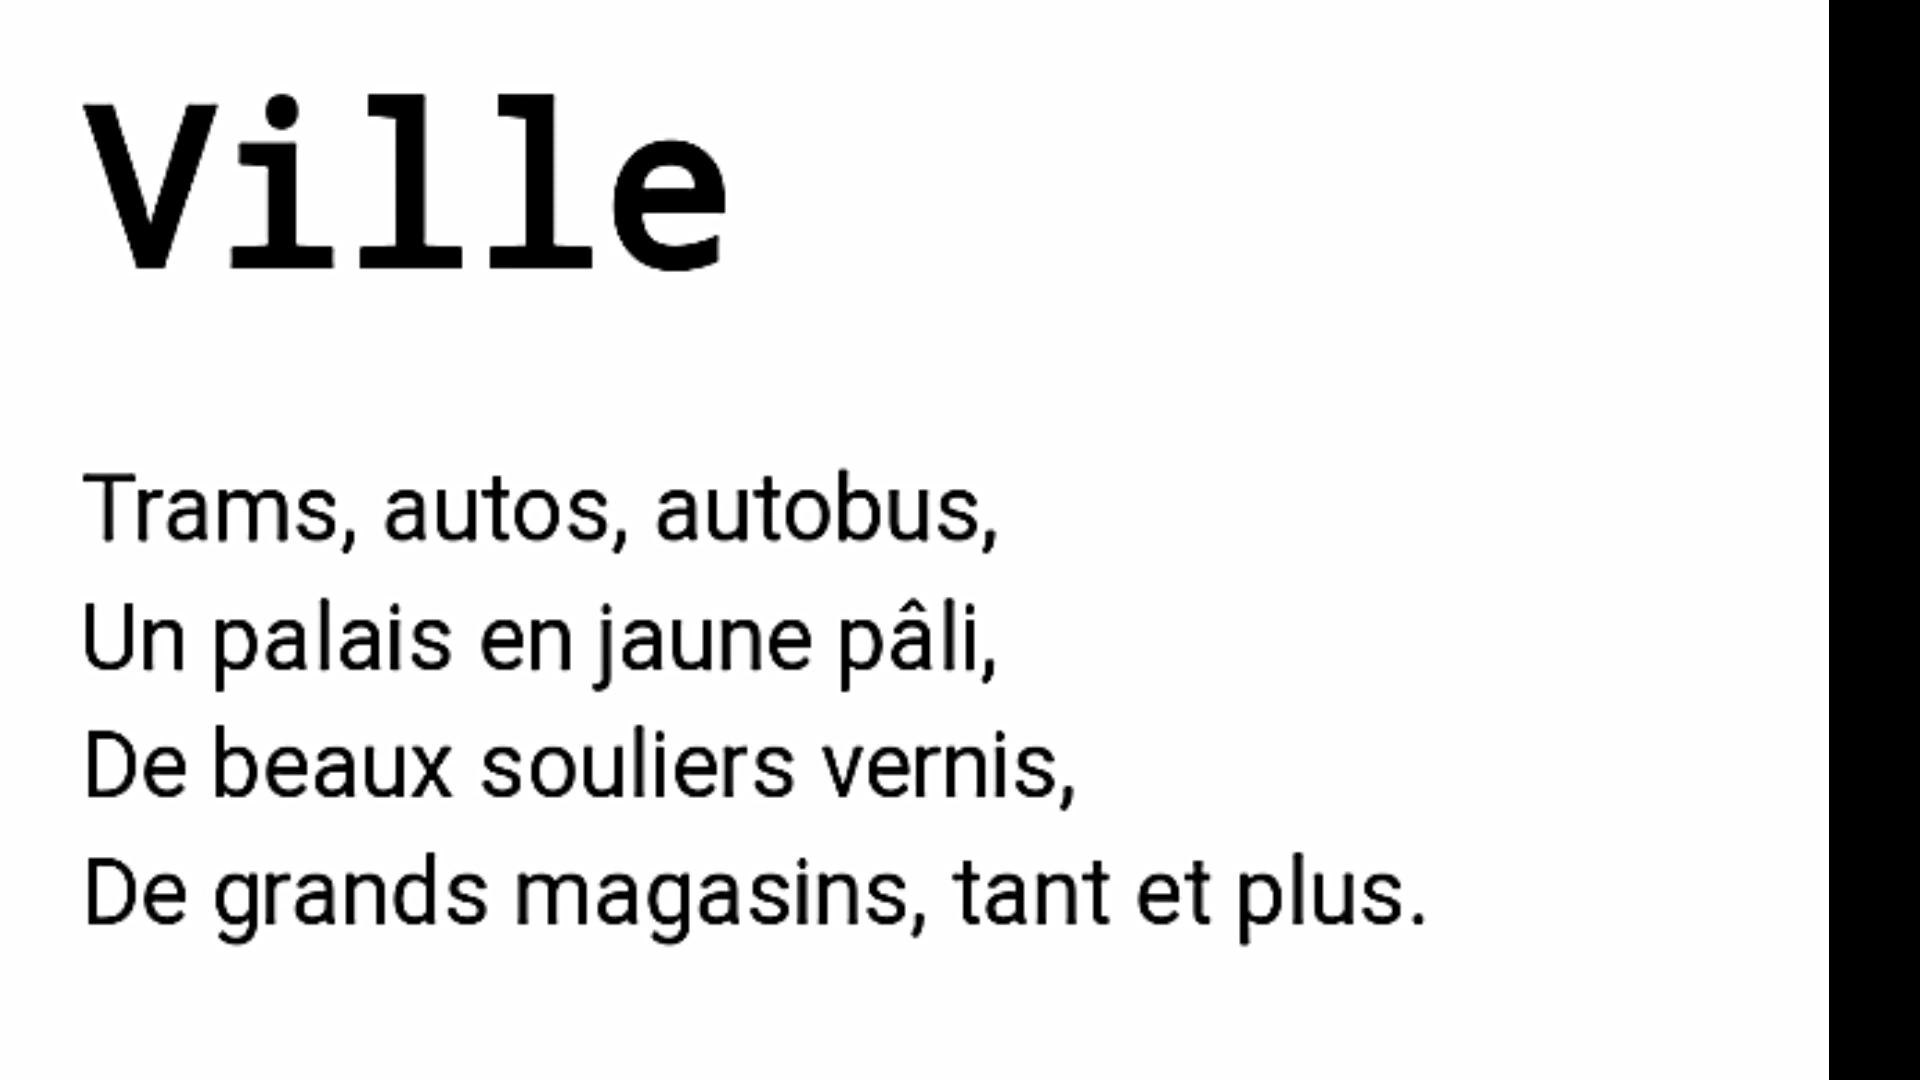 Ville
Trams, autos, autobus,
Un palais en jaune pâli,
De beaux souliers vernis,
De grands magasins, tant et plus.